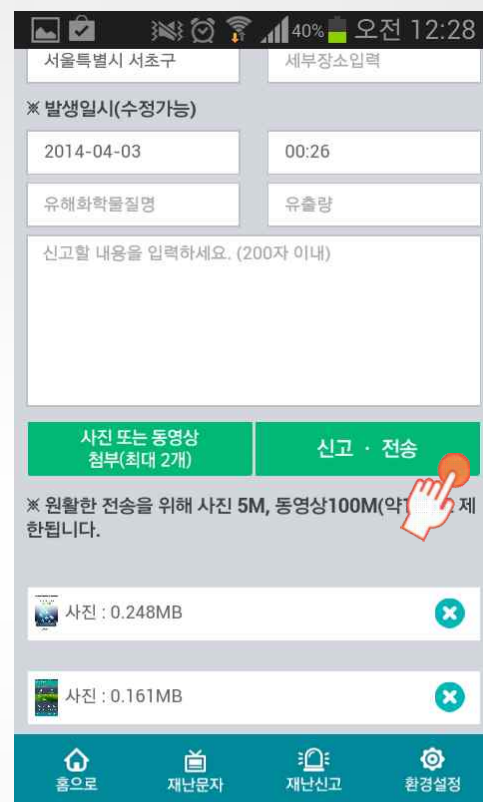 40% 오전 12:28
서울특별시 서초구 세부장소입력
※ 발생일시(수정가능)
2014-04-03 00:26
유해화학물질명 유출량
신고할 내용을 입력하세요. (200자 이내)
사진 또는 동영상
첨부(최대 2개)
신고 · 전송
※ 원활한 전송을 위해 사진 5M, 동영상100M(약 제
한됩니다.
사진 : 0.248MB
사진 : 0.161MB
홈으로 재난문자 재난신고 환경설정